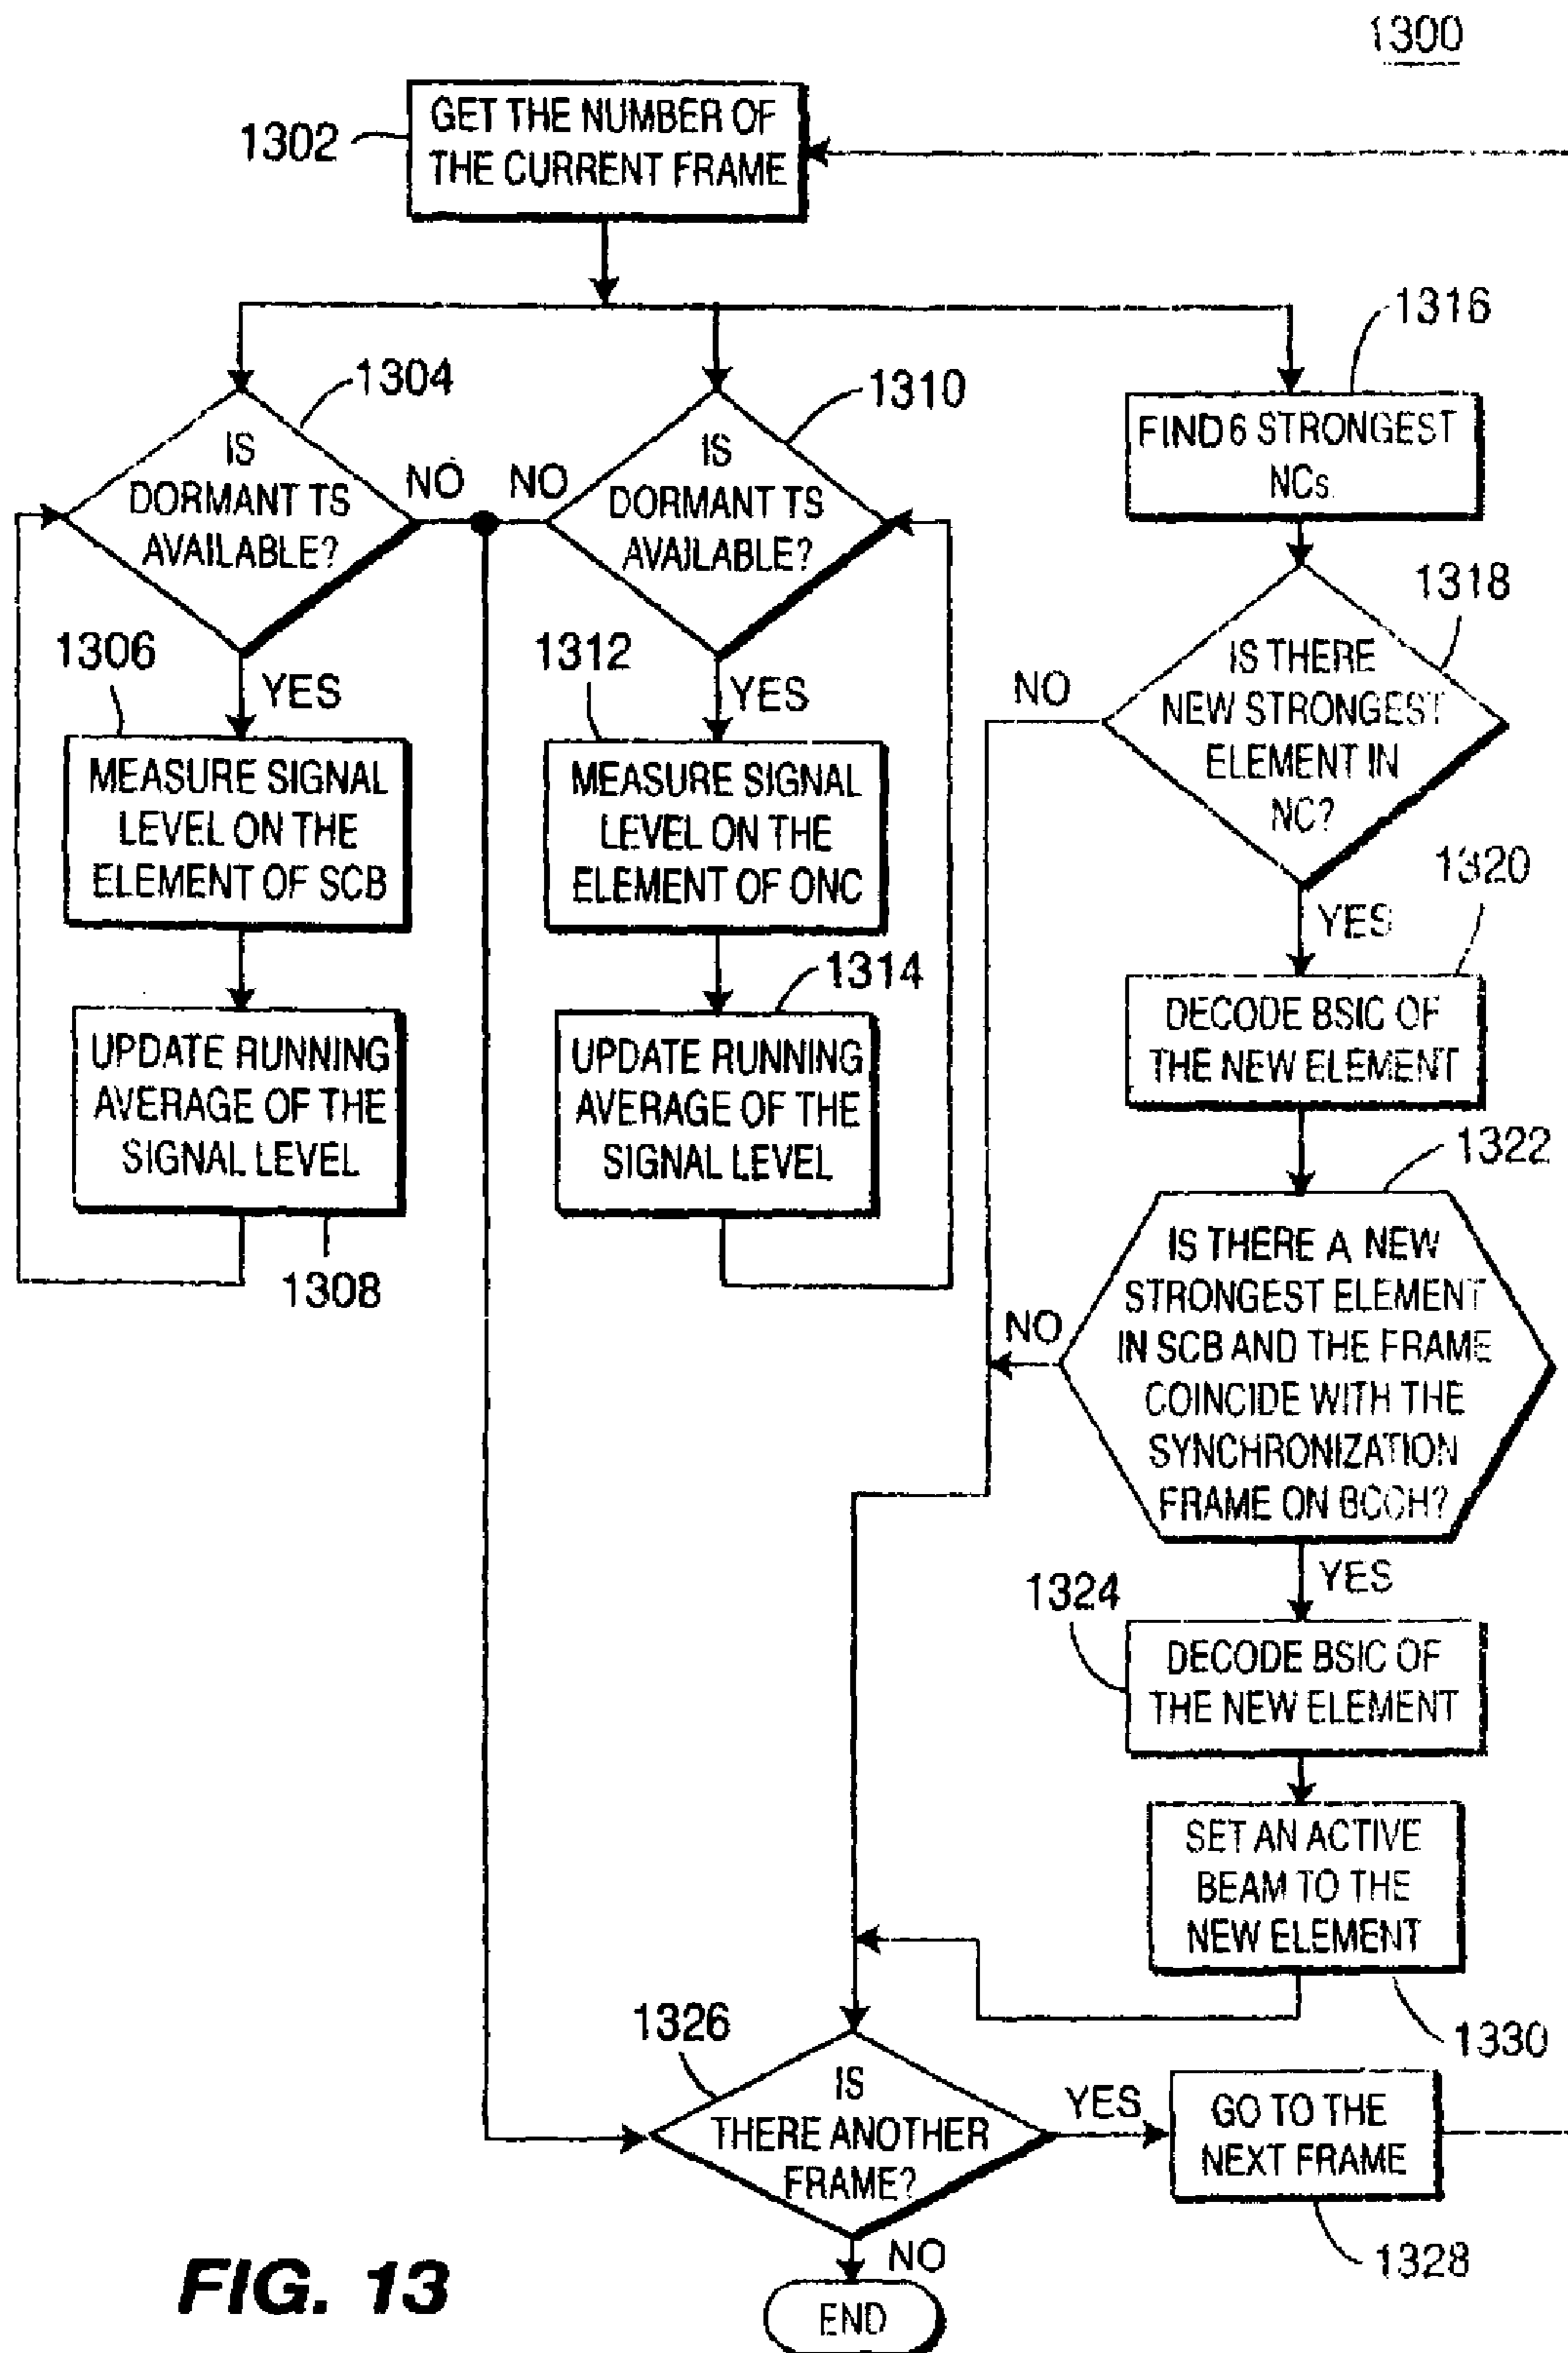 1300
GET THE NUMBER OF
THE CURRENT FRAME
1302
1304
IS
DORMANT TS
AVAILABLE?
NO
YES
1306
MEASURE SIGNAL
LEVEL ON THE
ELEMENT OF SCB
UPDATE RUNNING
AVERAGE OF THE
SIGNAL LEVEL
1308
1310
IS
DORMANT TS
AVAILABLE?
NO
YES
1312
MEASURE SIGNAL
LEVEL ON THE
ELEMENT OF ONC
1314
UPDATE RUNNING
AVERAGE OF THE
SIGNAL LEVEL
1316
FIND 6 STRONGEST
NCs.
1318
IS THERE
NEW STRONGEST
ELEMENT IN
NC?
NO
YES
1320
DECODE BSIC OF
THE NEW ELEMENT
1322
IS THERE A NEW
STRONGEST ELEMENT
IN SCB AND THE FRAME
COINCIDE WITH THE
SYNCHRONIZATION
FRAME ON BCCH?
NO
YES
1324
DECODE BSIC OF
THE NEW ELEMENT
SET AN ACTIVE
BEAM TO THE
NEW ELEMENT
1330
1326
IS
THERE ANOTHER
FRAME?
YES
GO TO THE
NEXT FRAME
1328
NO
END
FIG. 13